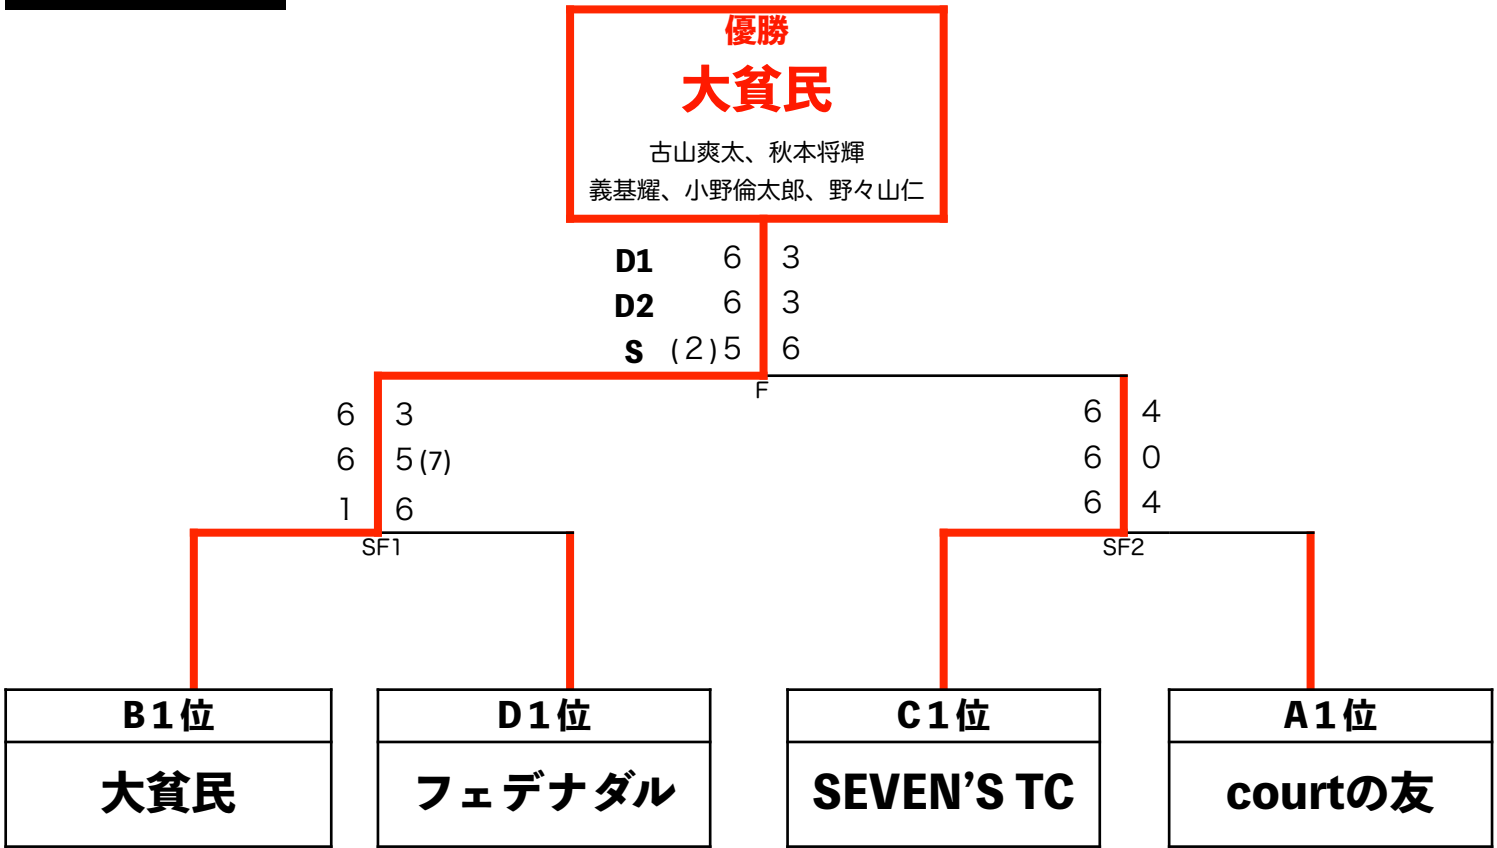 優勝
大貧民
古山爽太、秋本将輝
義基耀、小野倫太郎、野々山仁
D1 6 3
D2 6 3
S (2)5 6
F
6 3
6 5(7)
1 6
SF1
6 4
6 0
6 4
SF2
B1位
大貧民
D1位
フェデナダル
C1位
SEVEN'S TC
A1位
courtの友